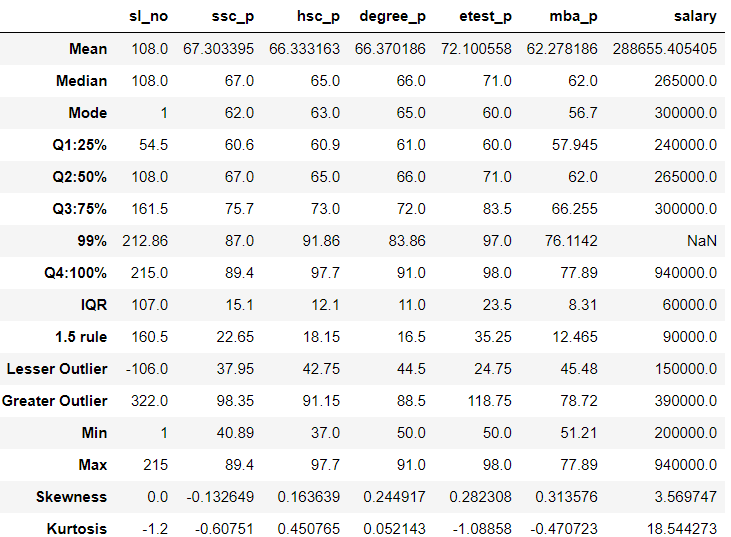 sl_no ssc_p hsc_p degree_p etest_p mba_p salary
Mean 108.0 67.303395 66.333163 66.370186 72.100558 62.278186 288655.405405
Median 108.0 67.0 65.0 66.0 71.0 62.0 265000.0
Mode 1 62.0 63.0 65.0 60.0 56.7 300000.0
Q1:25% 54.5 60.6 60.9 61.0 60.0 57.945 240000.0
Q2:50% 108.0 67.0 65.0 66.0 71.0 62.0 265000.0
Q3:75% 161.5 75.7 73.0 72.0 83.5 66.255 300000.0
99% 212.86 87.0 91.86 83.86 97.0 76.1142 NaN
Q4:100% 215.0 89.4 97.7 91.0 98.0 77.89 940000.0
IQR 107.0 15.1 12.1 11.0 23.5 8.31 60000.0
1.5 rule 160.5 22.65 18.15 16.5 35.25 12.465 90000.0
Lesser Outlier -106.0 37.95 42.75 44.5 24.75 45.48 150000.0
Greater Outlier 322.0 98.35 91.15 88.5 118.75 78.72 390000.0
Min 1 40.89 37.0 50.0 50.0 51.21 200000.0
Max 215 89.4 97.7 91.0 98.0 77.89 940000.0
Skewness 0.0 -0.132649 0.163639 0.244917 0.282308 0.313576 3.569747
Kurtosis -1.2 -0.60751 0.450765 0.052143 -1.08858 -0.470723 18.544273